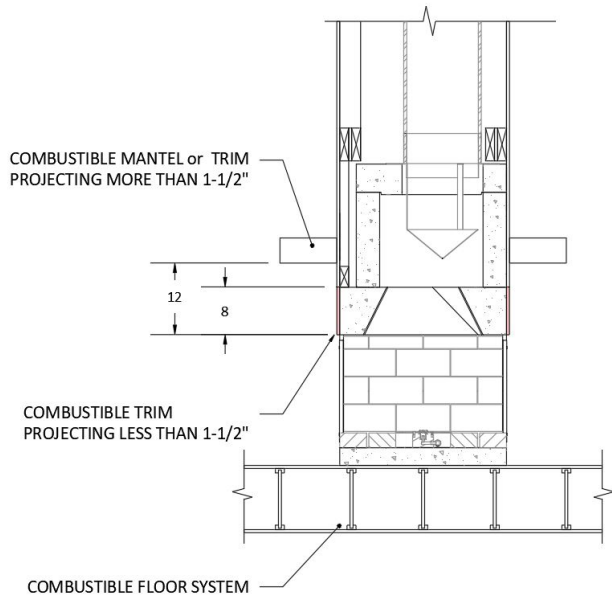 COMBUSTIBLE MANTEL or TRIM
PROJECTING MORE THAN 1-1/2"
12
8
COMBUSTIBLE TRIM
PROJECTING LESS THAN 1-1/2"
COMBUSTIBLE FLOOR SYSTEM